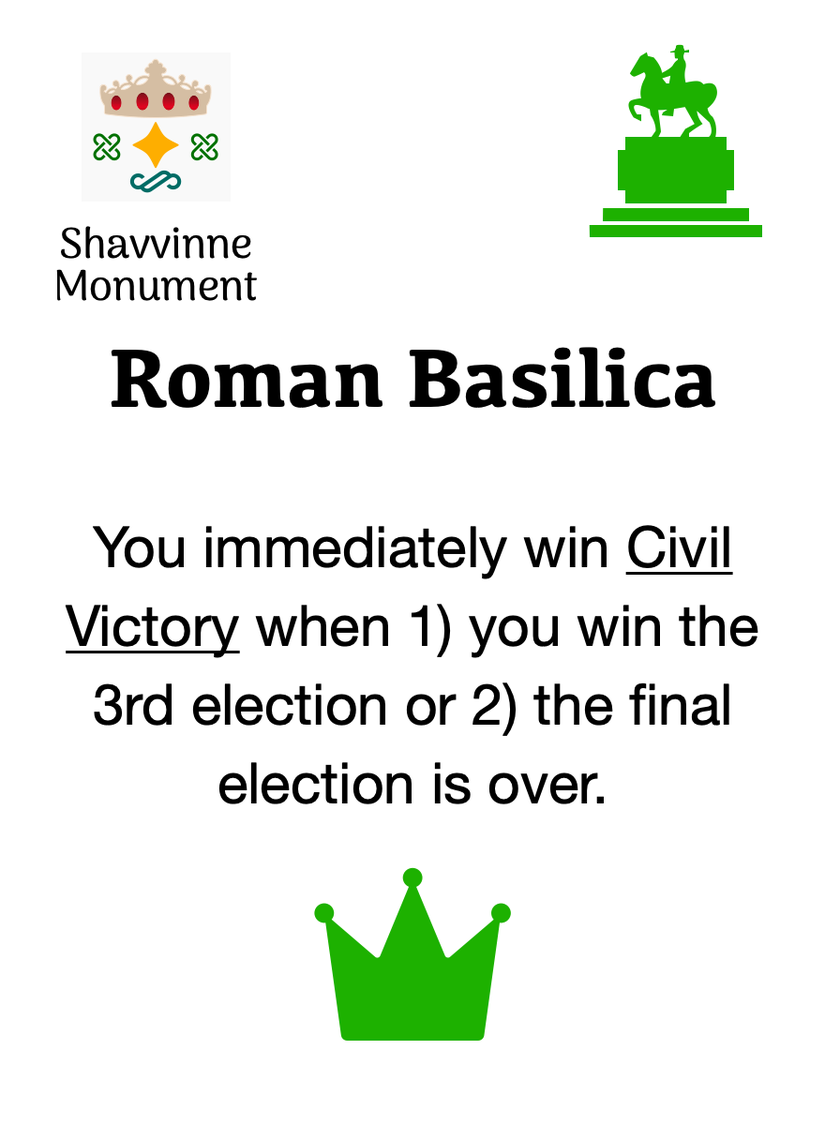 Shavvinne
Monument
Roman Basilica
You immediately win Civil
Victory when 1) you win the
3rd election or 2) the final
election is over.